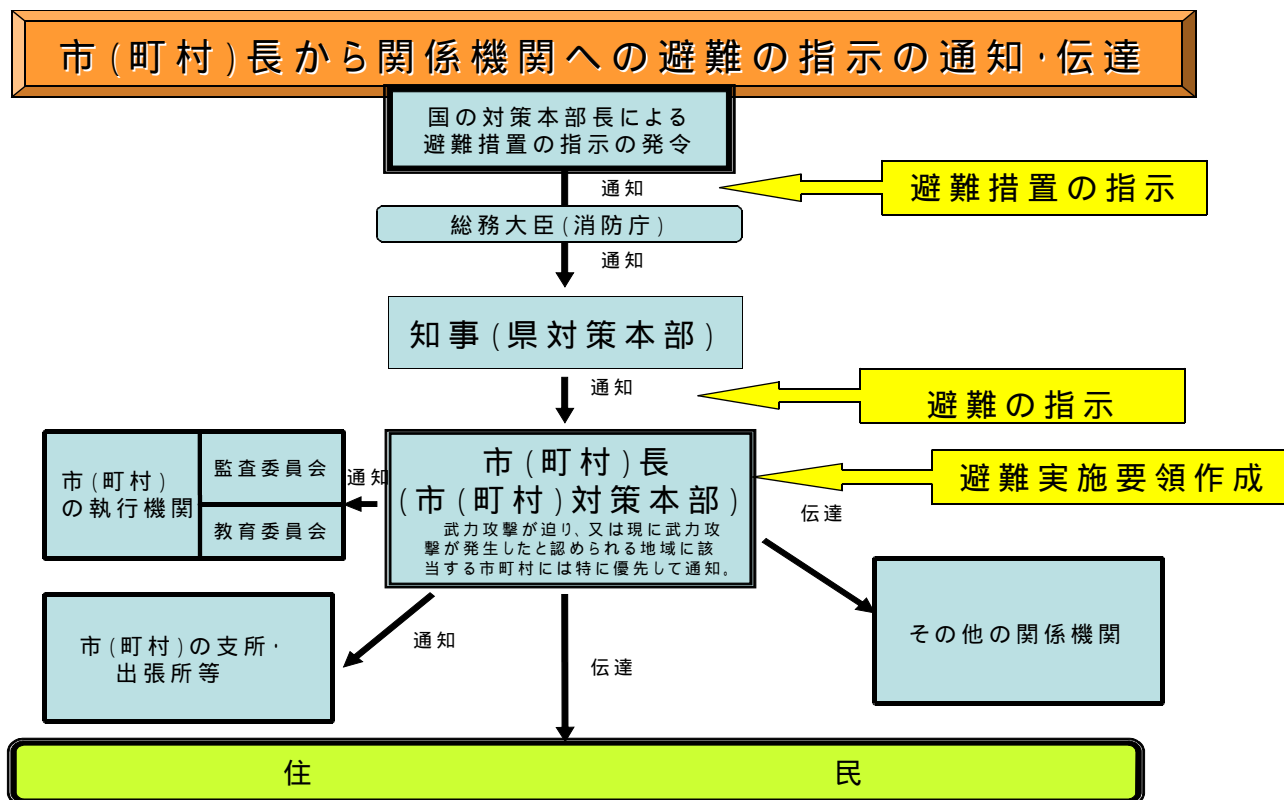 市(町村)長から関係機関への避難の指示の通知・伝達
国の対策本部長による
避難措置の指示の発令
通知
避難措置の指示
総務大臣(消防庁)
通知
知事(県対策本部)
通知
避難の指示
市(町村)
の執行機関
監査委員会
教育委員会
通知
市(町村)長
(市(町村)対策本部)
武力攻撃が迫り、又は現に武力攻
撃が発生したと認められる地域に該
当する市町村には特に優先して通知。
避難実施要領作成
伝達
市(町村)の支所・
出張所等
通知
伝達
その他の関係機関
住民